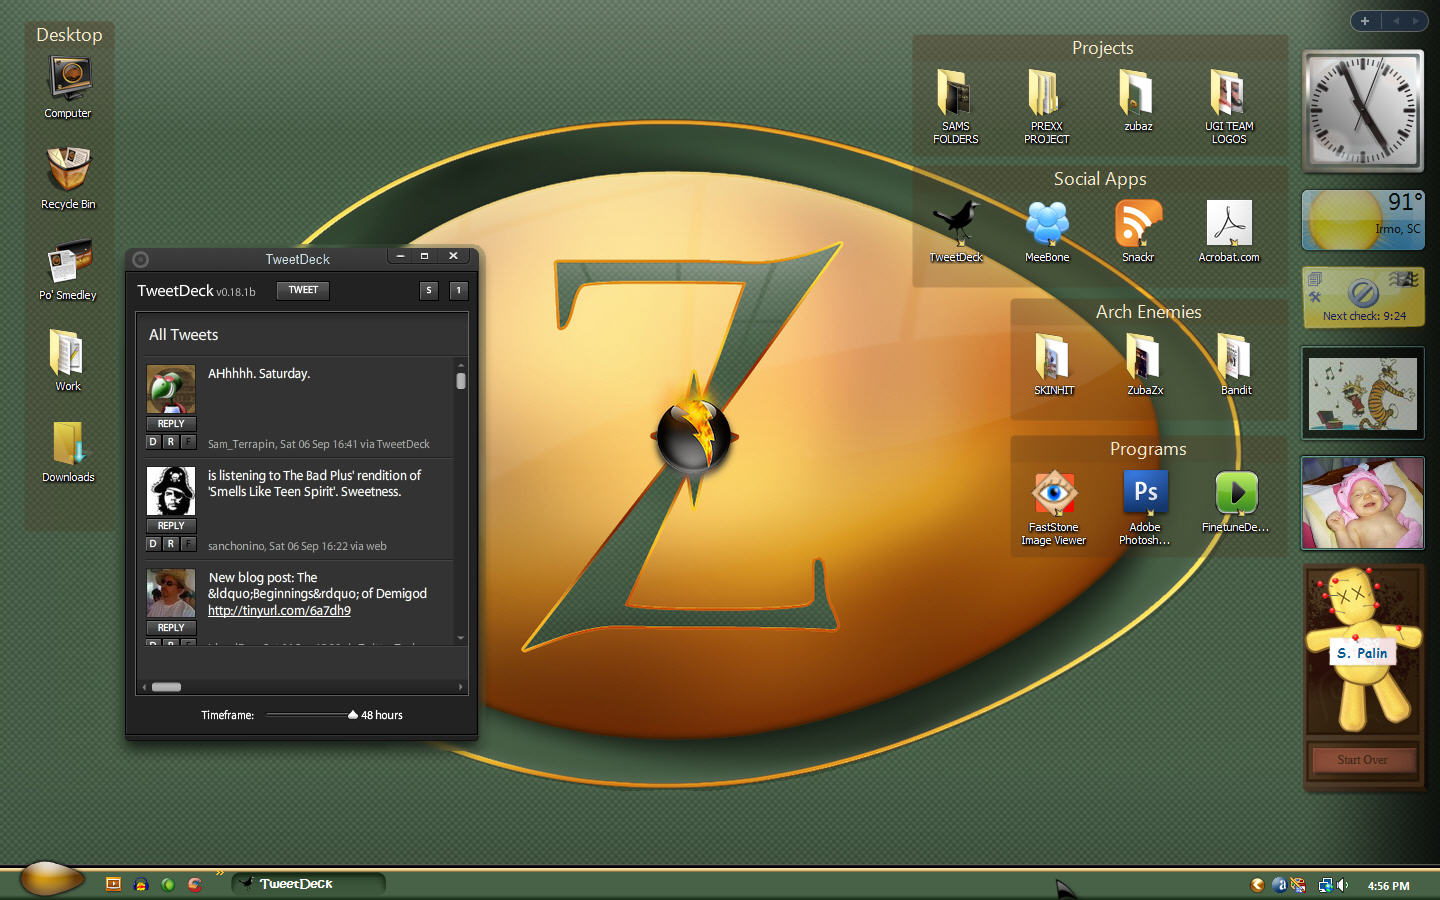 Desktop
Computer
Recycle Bin
Po' Smedley
Work
Downloads
TweetDeck
TweetDeck v0.18.1b
TWEET
S
1
All Tweets
AHhhhh. Saturday.
REPLY
D R F
Sam_Terrapin, Sat 06 Sep 16:41 via TweetDeck
is listening to The Bad Plus' rendition of
'Smells Like Teen Spirit'. Sweetness.
REPLY
D R F
sanchonino, Sat 06 Sep 16:22 via web
New blog post: The
&ldquo;Beginnings&rdquo; of Demigod
http://tinyurl.com/6a7dh9
REPLY
D R F
Timeframe: 48 hours
Z
Projects
SAMS
FOLDERS
PREXX
PROJECT
zubaz
UGI TEAM
LOGOS
Social Apps
TweetDeck
MeeBone
Snackr
Acrobat.com
Arch Enemies
SKINHIT
ZubaZx
Bandit
Programs
FastStone
Image Viewer
Ps
Adobe
Photosh...
FinetuneDe...
91°
Irmo, SC
Next check: 9:24
S. Palin
Start Over
TweetDeck
4:56 PM